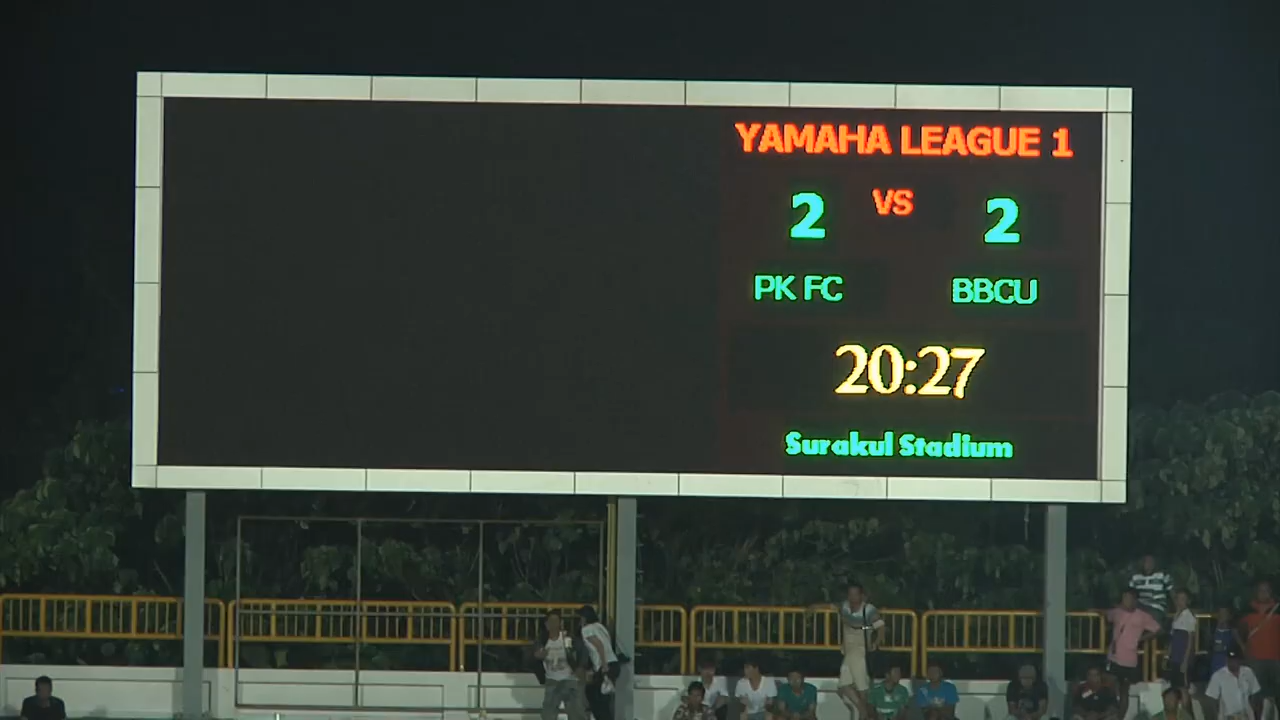 YAMAHA LEAGUE 1
2 VS 2
PK FC BBCU
20:27
Surakul Stadium